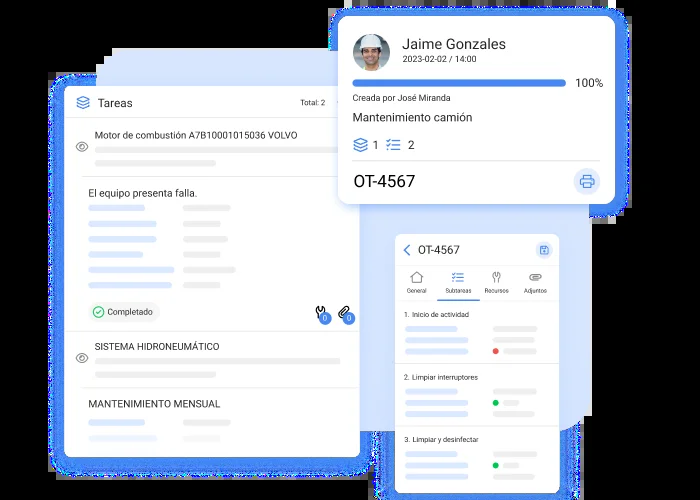 Jaime Gonzales
2023-02-02 / 14:00
100%
Creada por José Miranda
Mantenimiento camión
1 2
OT-4567
Tareas Total: 2
Motor de combustión A7B10001015036 VOLVO
El equipo presenta falla.
Completado 0 0
SISTEMA HIDRONEUMÁTICO
MANTENIMIENTO MENSUAL
OT-4567
General Subtareas Recursos Adjuntos
1. Inicio de actividad
2. Limpiar interruptores
3. Limpiar y desinfectar